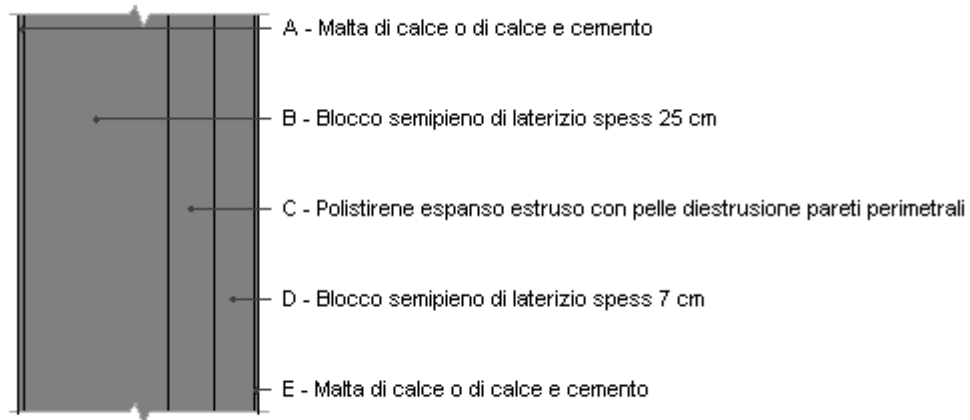 A - Malta di calce o di calce e cemento
B - Blocco semipieno di laterizio spess 25 cm
C - Polistirene espanso estruso con pelle diestrusione pareti perimetrali
D - Blocco semipieno di laterizio spess 7 cm
E - Malta di calce o di calce e cemento